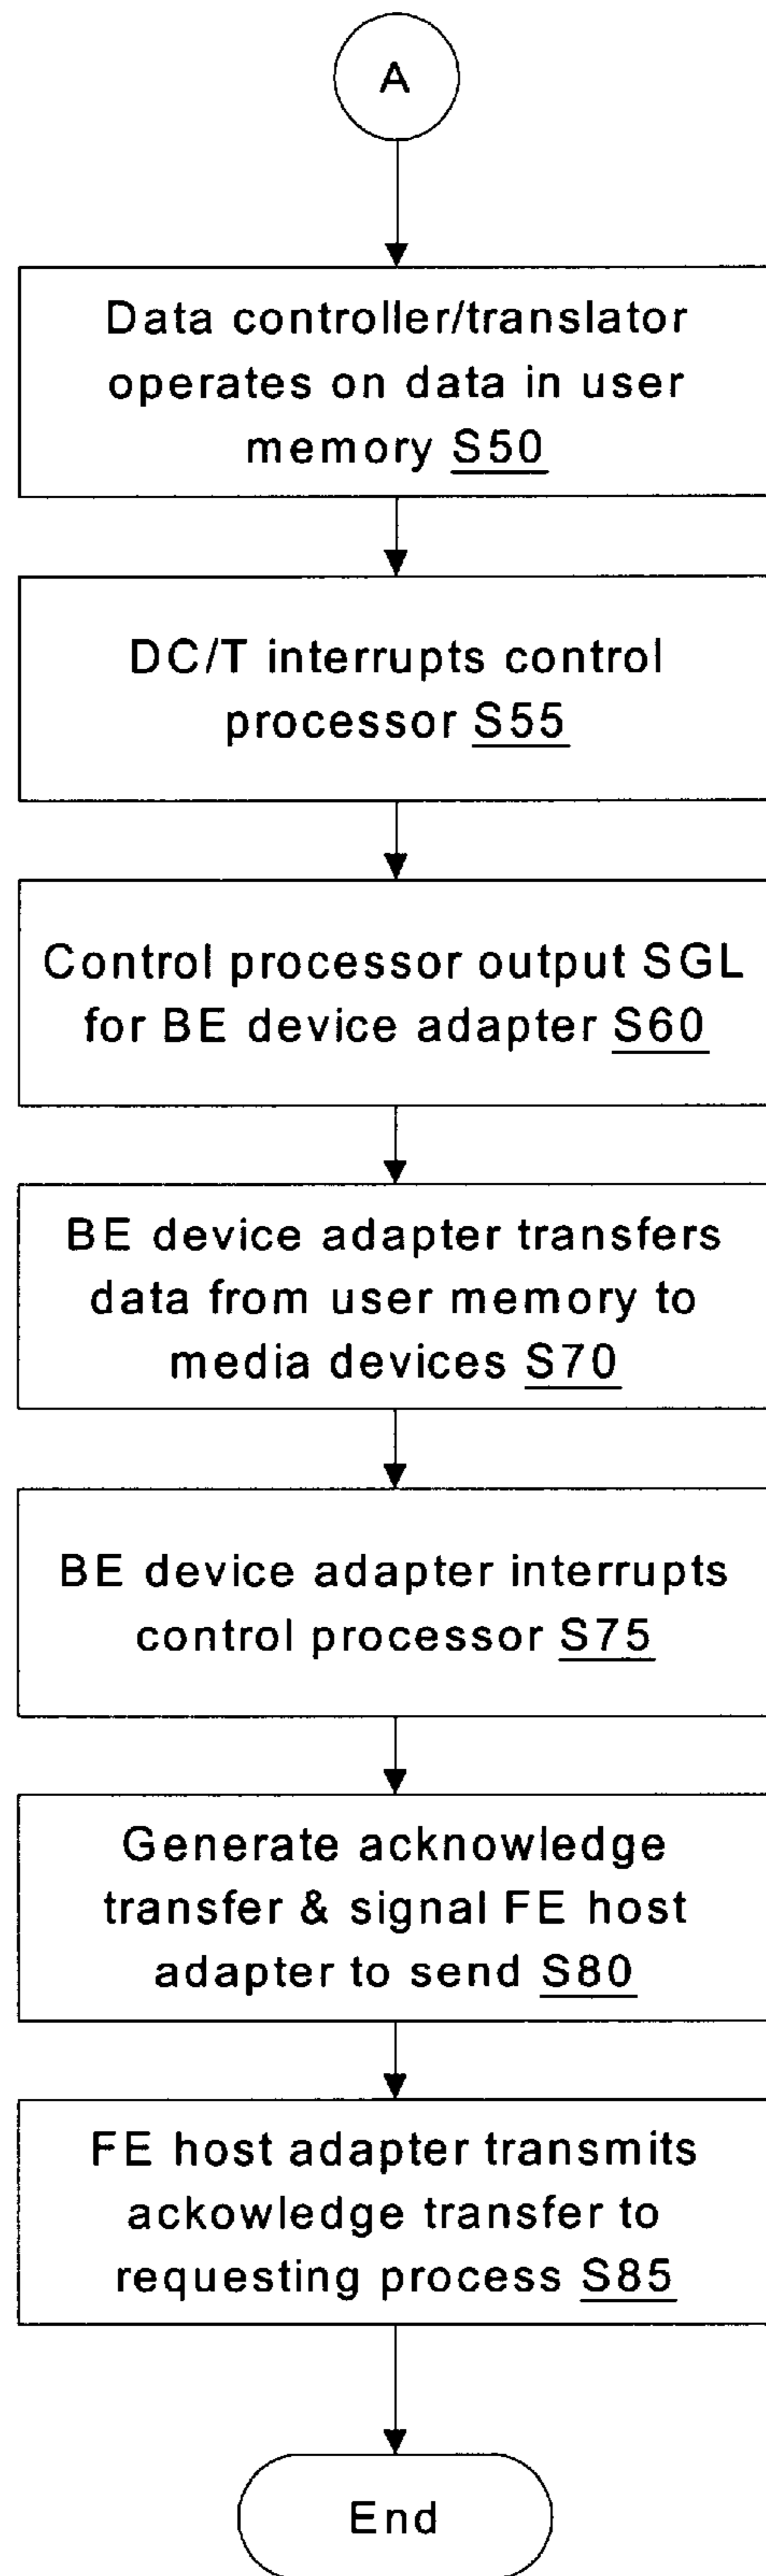 A
Data controller/translator
operates on data in user
memory S50
DC/T interrupts control
processor S55
Control processor output SGL
for BE device adapter S60
BE device adapter transfers
data from user memory to
media devices S70
BE device adapter interrupts
control processor S75
Generate acknowledge
transfer & signal FE host
adapter to send S80
FE host adapter transmits
ackowledge transfer to
requesting process S85
End